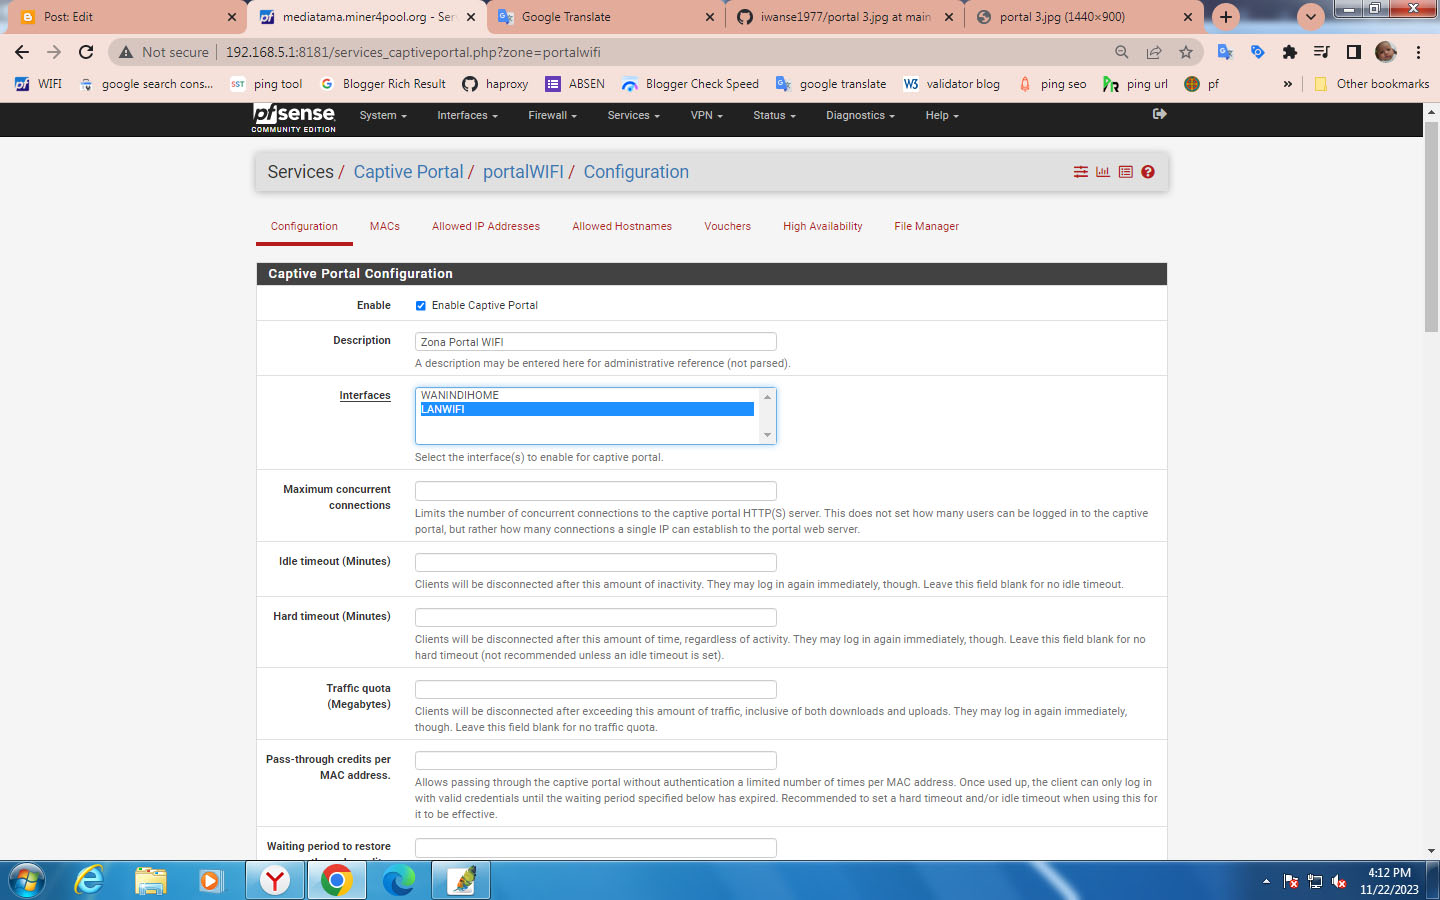 Post: Edit
mediatama.miner4pool.org - Ser
Google Translate
iwanse1977/portal 3.jpg at main
portal 3.jpg (1440×900)
Not secure
192.168.5.1:8181/services_captiveportal.php?zone=portalwifi
WIFI
google search cons...
SST
ping tool
Blogger Rich Result
haproxy
ABSEN
Blogger Check Speed
google translate
W3
validator blog
ping seo
ping url
pf
»
Other bookmarks
pfsense
COMMUNITY EDITION
System
Interfaces
Firewall
Services
VPN
Status
Diagnostics
Help
Services / Captive Portal / portalWIFI / Configuration
Configuration
MACs
Allowed IP Addresses
Allowed Hostnames
Vouchers
High Availability
File Manager
Captive Portal Configuration
Enable
Enable Captive Portal
Description
Zona Portal WIFI
A description may be entered here for administrative reference (not parsed).
Interfaces
WANINDIHOME
LANWIFI
Select the interface(s) to enable for captive portal.
Maximum concurrent
connections
Limits the number of concurrent connections to the captive portal HTTP(S) server. This does not set how many users can be logged in to the captive
portal, but rather how many connections a single IP can establish to the portal web server.
Idle timeout (Minutes)
Clients will be disconnected after this amount of inactivity. They may log in again immediately, though. Leave this field blank for no idle timeout.
Hard timeout (Minutes)
Clients will be disconnected after this amount of time, regardless of activity. They may log in again immediately, though. Leave this field blank for no
hard timeout (not recommended unless an idle timeout is set).
Traffic quota
(Megabytes)
Clients will be disconnected after exceeding this amount of traffic, inclusive of both downloads and uploads. They may log in again immediately,
though. Leave this field blank for no traffic quota.
Pass-through credits per
MAC address.
Allows passing through the captive portal without authentication a limited number of times per MAC address. Once used up, the client can only log in
with valid credentials until the waiting period specified below has expired. Recommended to set a hard timeout and/or idle timeout when using this for
it to be effective.
Waiting period to restore
4:12 PM
11/22/2023